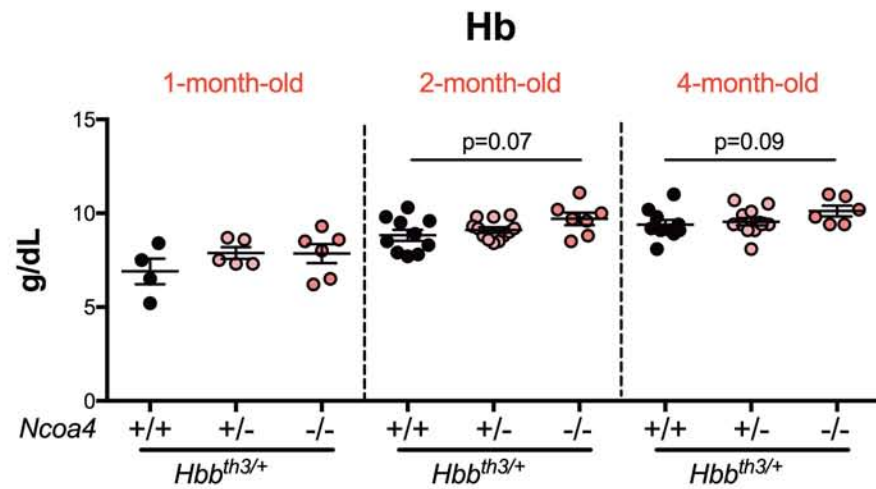 Hb
1-month-old 2-month-old 4-month-old
15
p=0.07 p=0.09
10
g/dL
5
0
Ncoa4 +/+ +/- -/- +/+ +/- -/- +/+ +/- -/-
Hbbth3/+ Hbbth3/+ Hbbth3/+